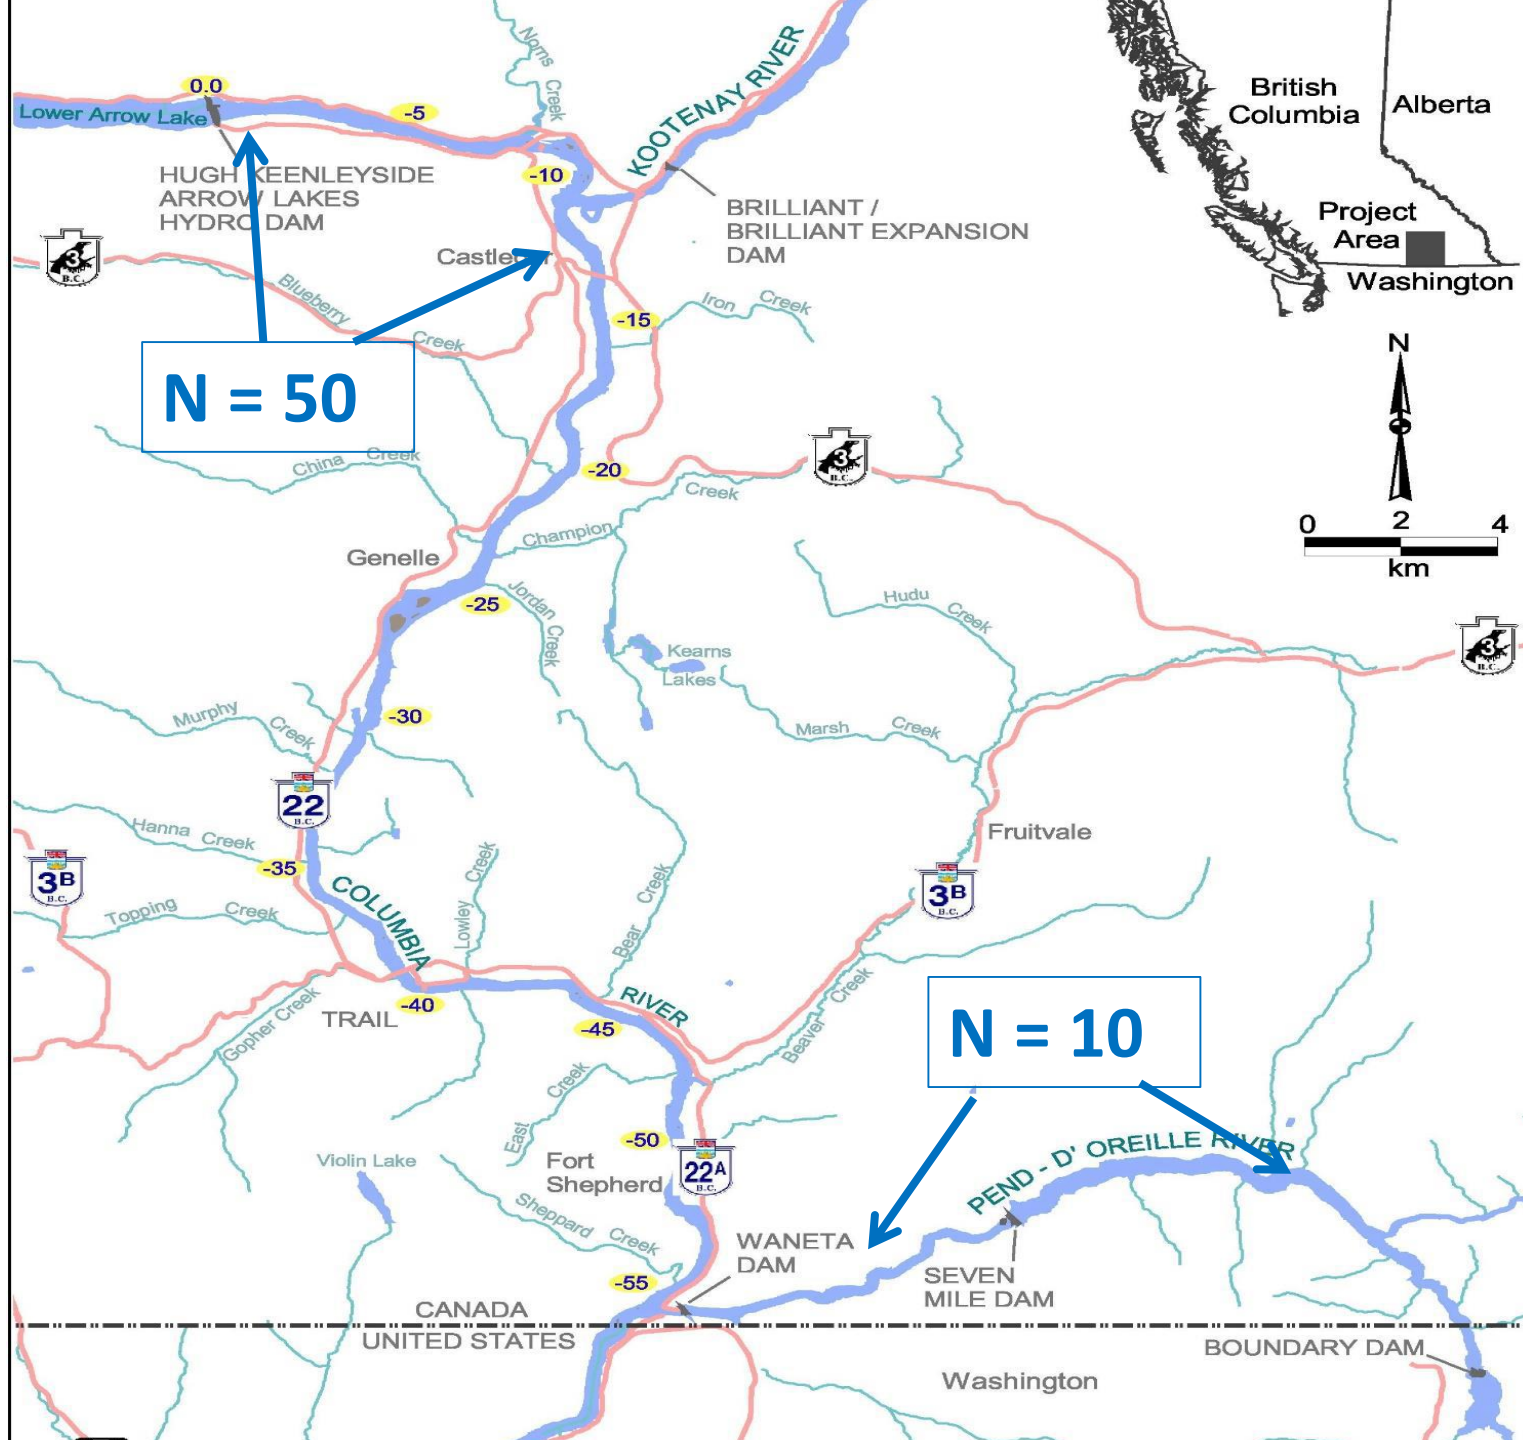 Norns
Creek
KOOTENAY RIVER
British
Columbia
Alberta
0.0
-5
Lower Arrow Lake
-10
HUGH KEENLEYSIDE
ARROW LAKES
HYDRO DAM
BRILLIANT /
BRILLIANT EXPANSION
DAM
Project
Area
Washington
3
B.C.
Blueberry
Creek
-15
Iron Creek
N
N = 50
0 2 4
km
China Creek
-20
Creek
3
B.C.
Champion
Genelle
-25
Jordan Creek
Hudu Creek
Kearns
Lakes
3
B.C.
Murphy Creek
-30
Marsh Creek
22
B.C.
Hanna Creek
Fruitvale
-35
3B
B.C.
COLUMBIA
Lowley Creek
Bear Creek
3B
B.C.
Topping Creek
-40
TRAIL
Gopher Creek
RIVER
-45
Beaver Creek
N = 10
East Creek
-50
Violin Lake
Fort
Shepherd
22A
B.C.
PEND - D' OREILLE RIVER
Sheppard Creek
WANETA
DAM
-55
SEVEN
MILE DAM
CANADA
UNITED STATES
BOUNDARY DAM
Washington